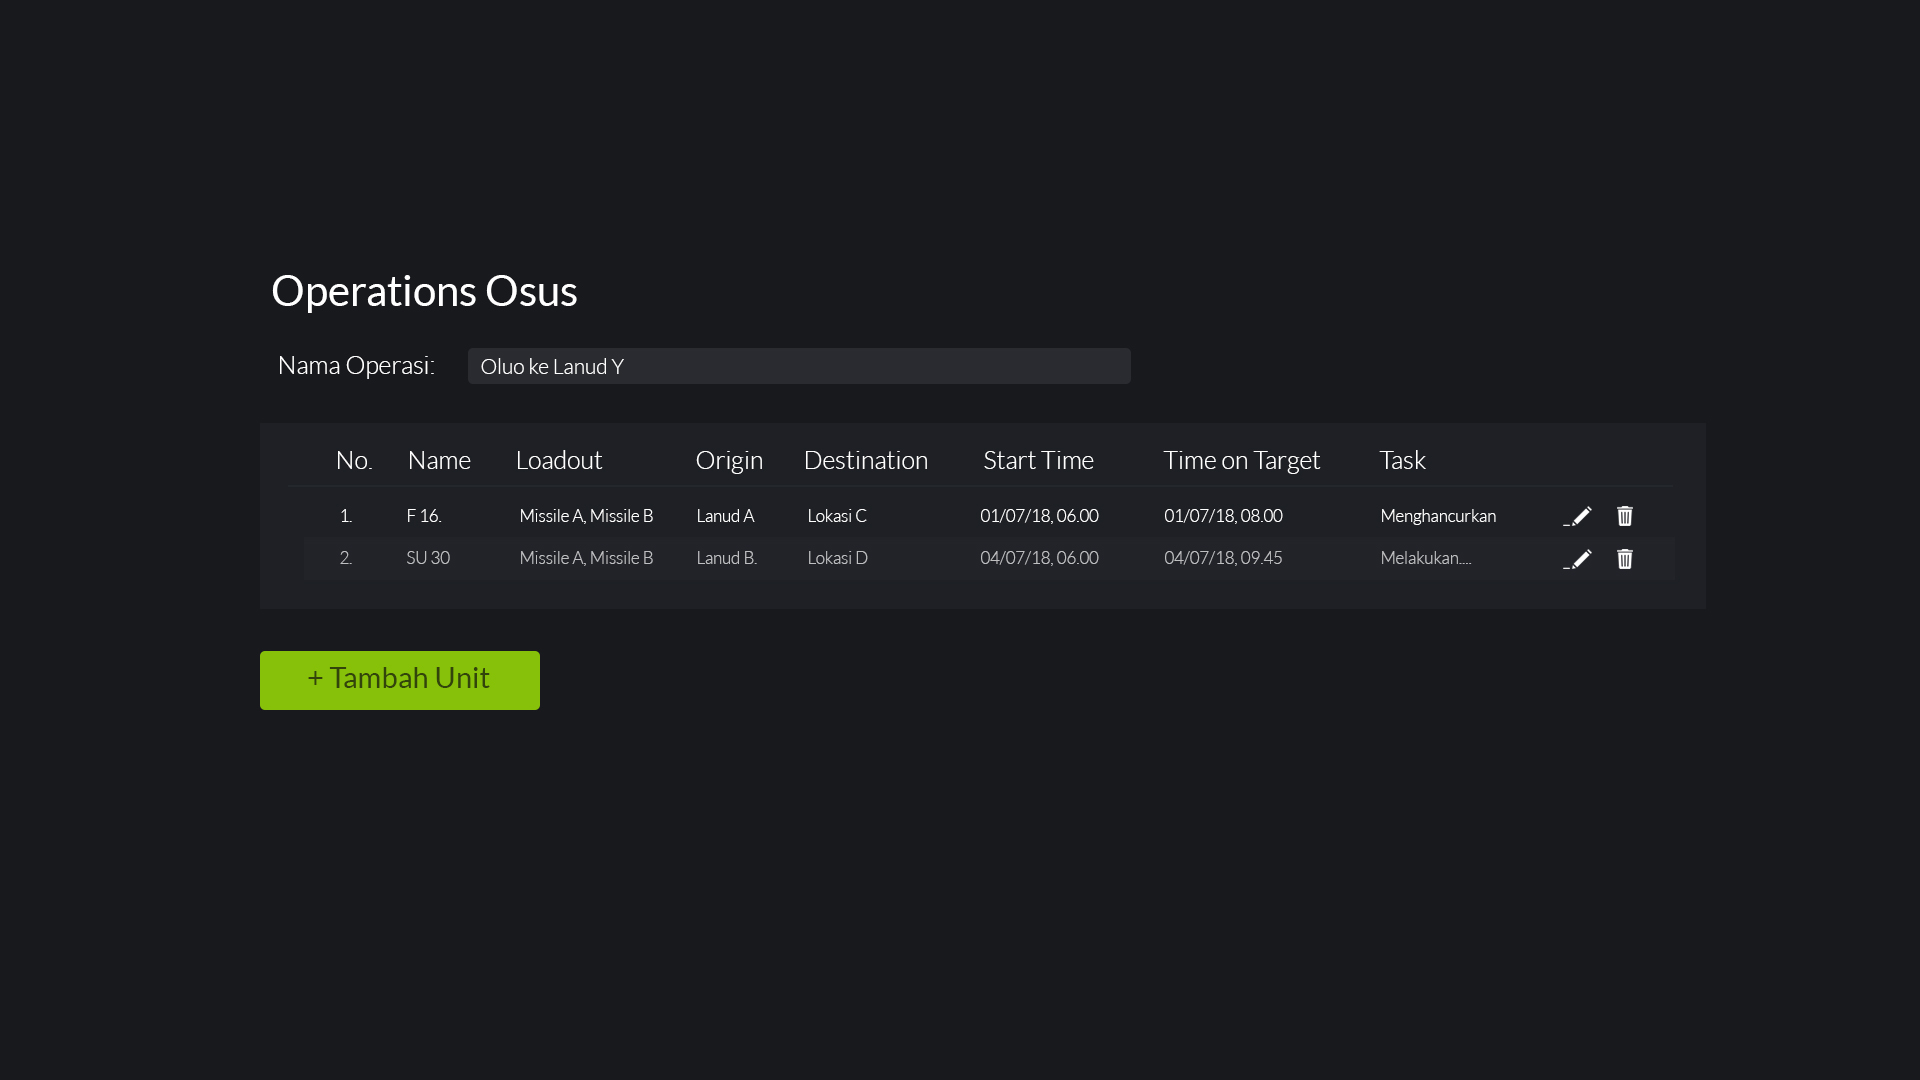 Operations Osus
Nama Operasi: Oluo ke Lanud Y
No. Name Loadout Origin Destination Start Time Time on Target Task
1. F 16. Missile A, Missile B Lanud A Lokasi C 01/07/18, 06.00 01/07/18, 08.00 Menghancurkan
2. SU 30 Missile A, Missile B Lanud B. Lokasi D 04/07/18, 06.00 04/07/18, 09.45 Melakukan....
+ Tambah Unit